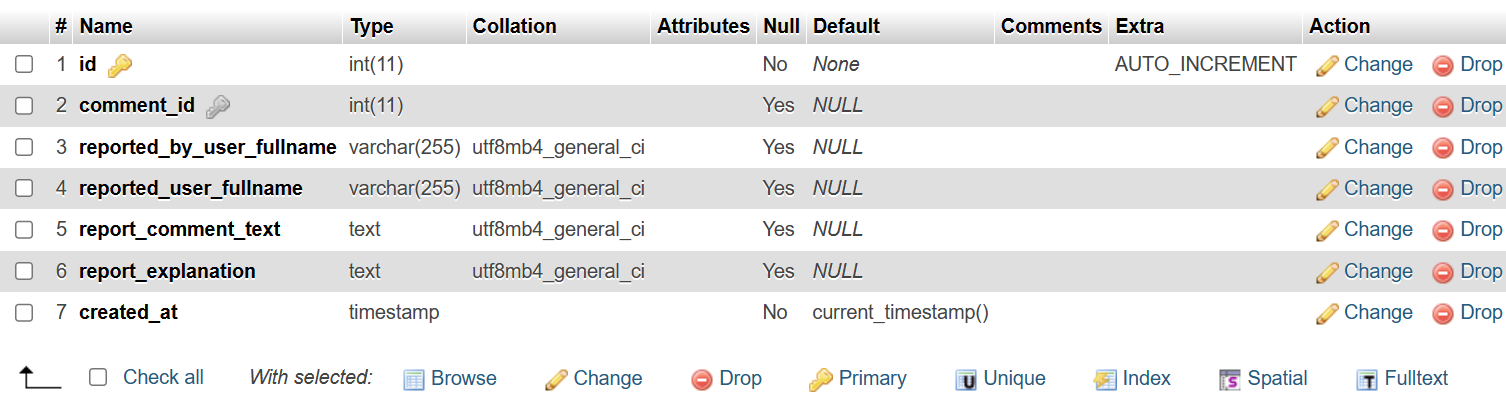 # Name Type Collation Attributes Null Default Comments Extra Action
1 id int(11) No None AUTO_INCREMENT Change Drop
2 comment_id int(11) Yes NULL Change Drop
3 reported_by_user_fullname varchar(255) utf8mb4_general_ci Yes NULL Change Drop
4 reported_user_fullname varchar(255) utf8mb4_general_ci Yes NULL Change Drop
5 report_comment_text text utf8mb4_general_ci Yes NULL Change Drop
6 report_explanation text utf8mb4_general_ci Yes NULL Change Drop
7 created_at timestamp No current_timestamp() Change Drop
Check all With selected: Browse Change Drop Primary Unique Index Spatial Fulltext